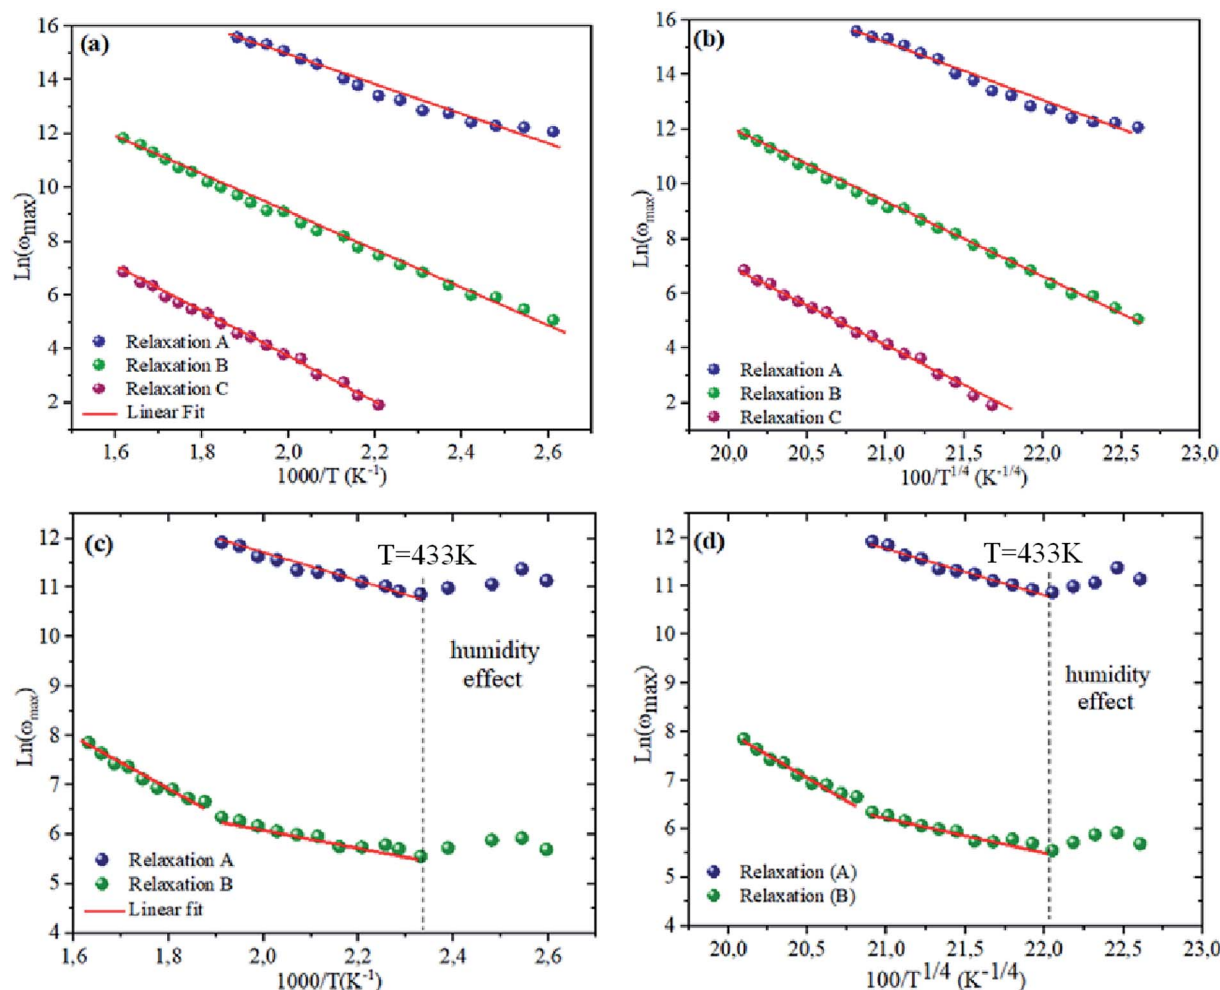 (a)
16
14
12
10
8
6
4
2
Ln(ωmax)
Relaxation A
Relaxation B
Relaxation C
Linear Fit
1,6 1,8 2,0 2,2 2,4 2,6
1000/T (K-1)
(b)
16
14
12
10
8
6
4
2
Ln(ωmax)
Relaxation A
Relaxation B
Relaxation C
20,0 20,5 21,0 21,5 22,0 22,5 23,0
100/T1/4 (K-1/4)
(c)
12
11
10
9
8
7
6
5
4
Ln(ωmax)
T=433K
humidity
effect
Relaxation A
Relaxation B
Linear fit
1,6 1,8 2,0 2,2 2,4 2,6
1000/T(K-1)
(d)
12
11
10
9
8
7
6
5
4
Ln(ωmax)
T=433K
humidity
effect
Relaxation (A)
Relaxation (B)
20,0 20,5 21,0 21,5 22,0 22,5 23,0
100/T1/4 (K-1/4)